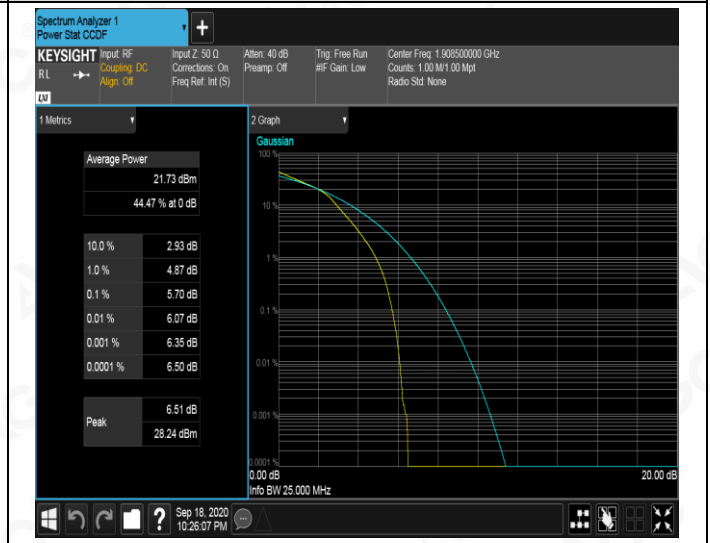 Spectrum Analyzer 1
Power Stat CCDF
+
KEYSIGHT
RL
LXI
Input: RF
Coupling: DC
Align: Off
Input Z: 50 Ω
Corrections: On
Freq Ref: Int (S)
Atten: 40 dB
Preamp: Off
Trig: Free Run
#IF Gain: Low
Center Freq: 1.908500000 GHz
Counts: 1.00 M/1.00 Mpt
Radio Std: None
1 Metrics
Average Power
21.73 dBm
44.47 % at 0 dB
10.0 % 2.93 dB
1.0 % 4.87 dB
0.1 % 5.70 dB
0.01 % 6.07 dB
0.001 % 6.35 dB
0.0001 % 6.50 dB
Peak
6.51 dB
28.24 dBm
2 Graph
Gaussian
100 %
10 %
1 %
0.1 %
0.01 %
0.001 %
0.0001 %
0.00 dB
20.00 dB
Info BW 25.000 MHz
?
Sep 18, 2020
10:26:07 PM